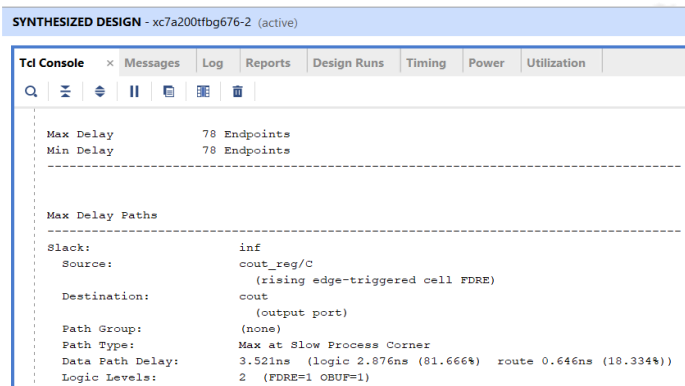 SYNTHESIZED DESIGN - xc7a200tfbg676-2 (active)
Tcl Console × Messages Log Reports Design Runs Timing Power Utilization
Max Delay 78 Endpoints
Min Delay 78 Endpoints
--------------------------------------------------------------------------------
Max Delay Paths
--------------------------------------------------------------------------------
Slack: inf
Source: cout_reg/C
(rising edge-triggered cell FDRE)
Destination: cout
(output port)
Path Group: (none)
Path Type: Max at Slow Process Corner
Data Path Delay: 3.521ns (logic 2.876ns (81.666%) route 0.646ns (18.334%))
Logic Levels: 2 (FDRE=1 OBUF=1)